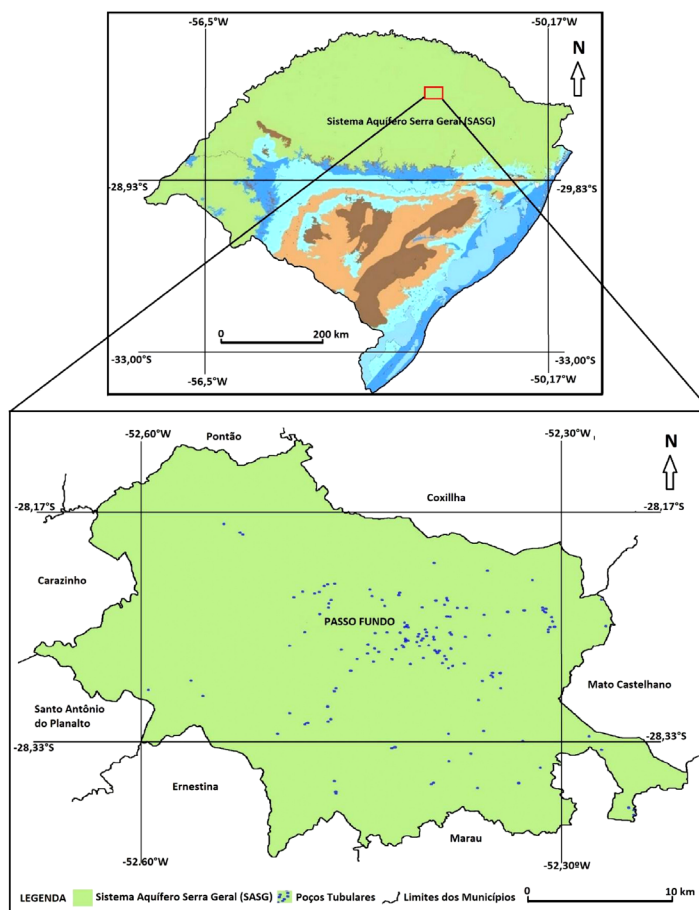 -56,5°W
-50,17°W
N
Sistema Aquífero Serra Geral (SASG)
-28,93°S
-29,83°S
0
200 km
-33,00°S
-33,00°S
-56,5°W
-50,17°W
-52,60°W
Pontão
-52,30°W
N
Coxillha
-28,17°S
-28,17°S
Carazinho
PASSO FUNDO
Mato Castelhano
Santo Antônio
do Planalto
-28,33°S
-28,33°S
Ernestina
Marau
-52,60°W
-52,30ºW
LEGENDA
Sistema Aquífero Serra Geral (SASG)
Poços Tubulares
Limites dos Municípios
0
10 km